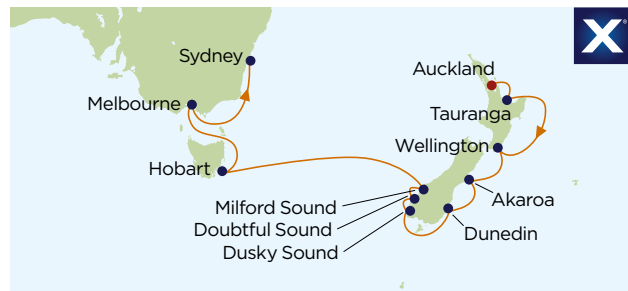 X
Sydney
Auckland
Melbourne
Tauranga
Wellington
Hobart
Milford Sound
Akaroa
Doubtful Sound
Dunedin
Dusky Sound